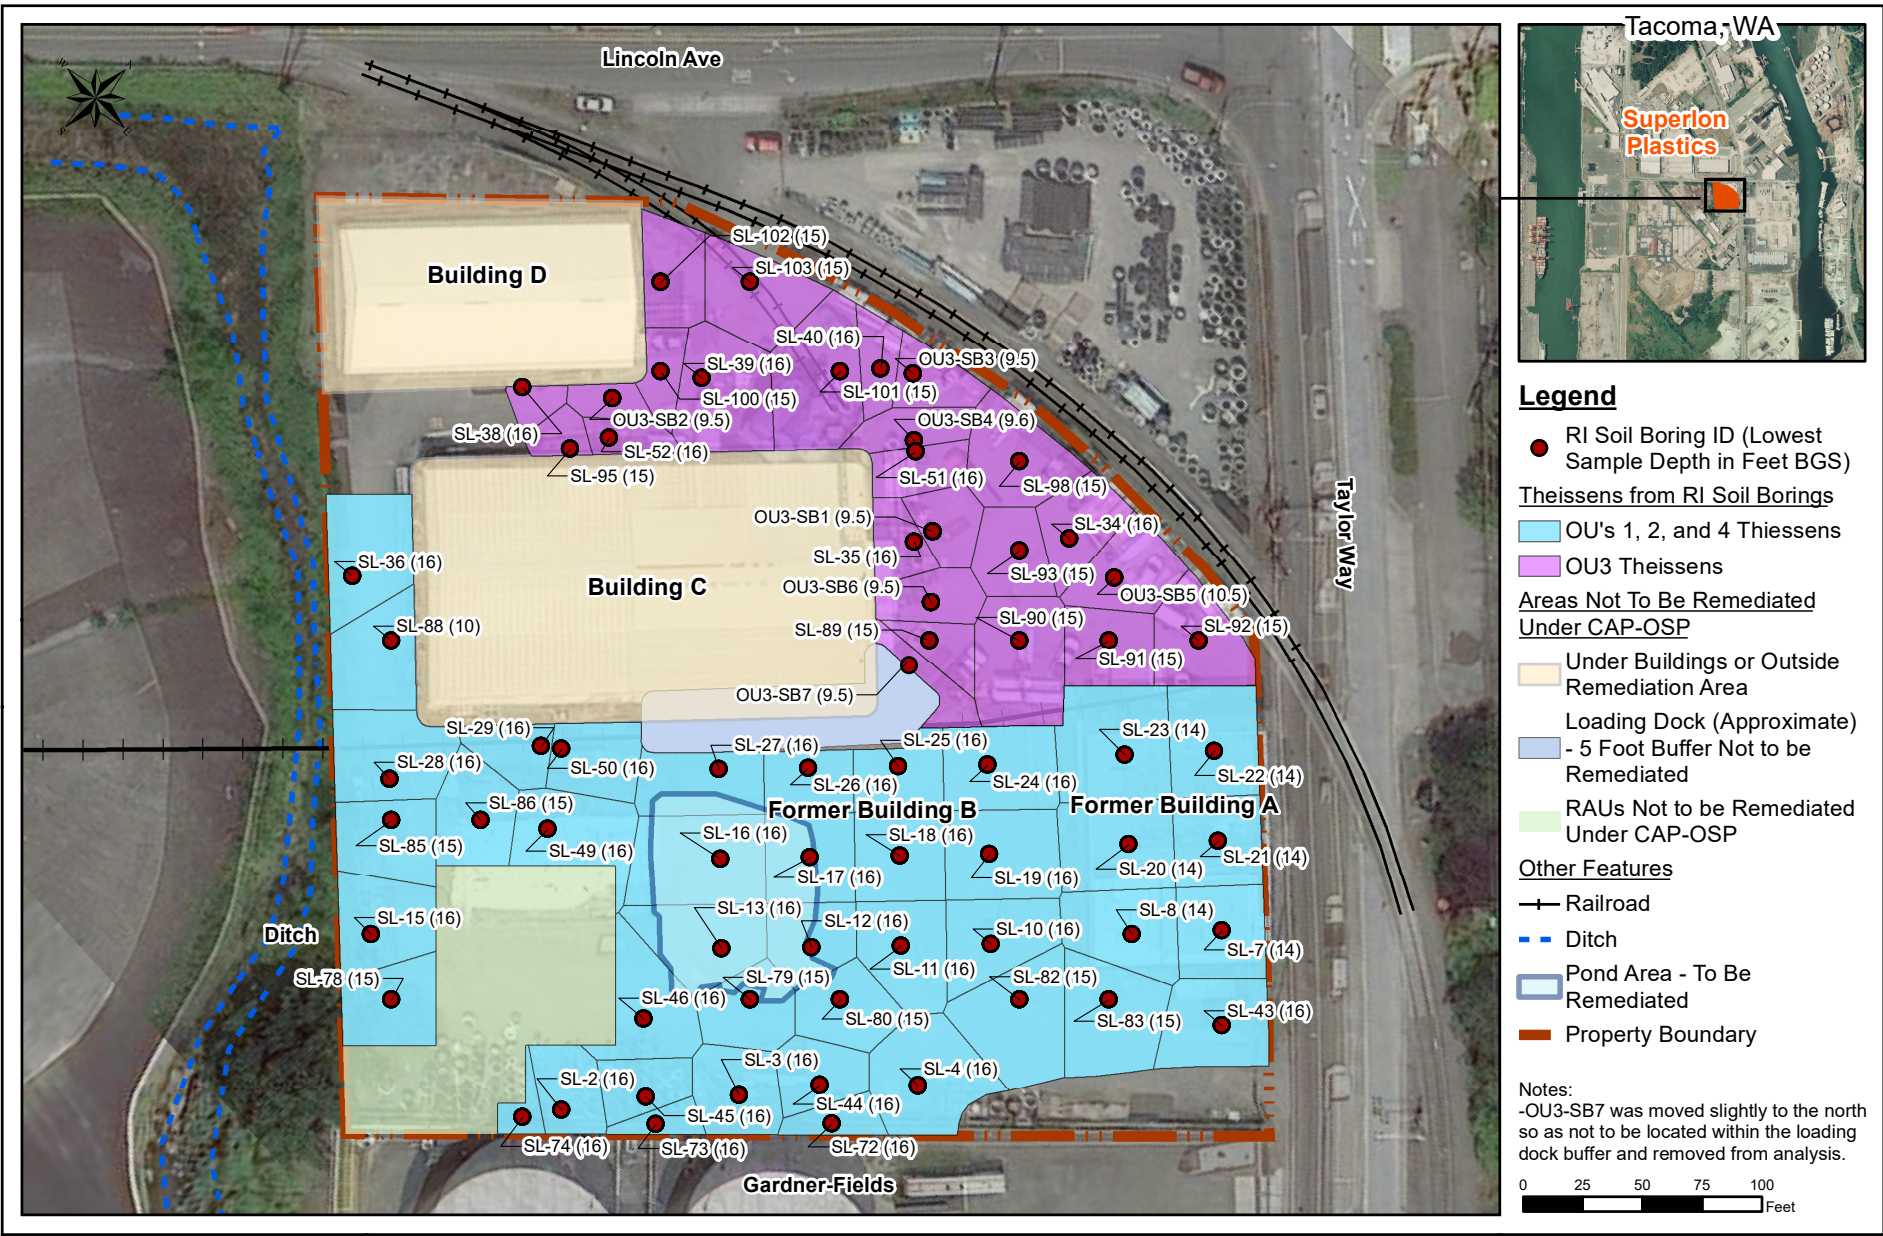 Lincoln Ave
Building D
SL-102 (15)
SL-103 (15)
SL-40 (16)
OU3-SB3 (9.5)
SL-39 (16)
SL-101 (15)
SL-100 (15)
OU3-SB2 (9.5)
OU3-SB4 (9.6)
SL-38 (16)
SL-52 (16)
SL-95 (15)
SL-51 (16)
SL-98 (15)
OU3-SB1 (9.5)
SL-34 (16)
SL-35 (16)
SL-36 (16)
SL-93 (15)
Building C
OU3-SB6 (9.5)
OU3-SB5 (10.5)
SL-88 (10)
SL-89 (15)
SL-90 (15)
SL-92 (15)
SL-91 (15)
OU3-SB7 (9.5)
Taylor Way
SL-29 (16)
SL-23 (14)
SL-27 (16)
SL-25 (16)
SL-28 (16)
SL-50 (16)
SL-26 (16)
SL-24 (16)
SL-22 (14)
SL-86 (15)
Former Building B
Former Building A
SL-85 (15)
SL-49 (16)
SL-16 (16)
SL-18 (16)
SL-17 (16)
SL-19 (16)
SL-20 (14)
SL-21 (14)
SL-15 (16)
SL-13 (16)
SL-12 (16)
SL-10 (16)
SL-8 (14)
Ditch
SL-7 (14)
SL-11 (16)
SL-78 (15)
SL-79 (15)
SL-82 (15)
SL-46 (16)
SL-80 (15)
SL-83 (15)
SL-43 (16)
SL-3 (16)
SL-4 (16)
SL-2 (16)
SL-45 (16)
SL-44 (16)
SL-74 (16)
SL-73 (16)
SL-72 (16)
Gardner-Fields
Tacoma, WA
Superlon
Plastics
Legend
RI Soil Boring ID (Lowest
Sample Depth in Feet BGS)
Theissens from RI Soil Borings
OU's 1, 2, and 4 Thiessens
OU3 Theissens
Areas Not To Be Remediated
Under CAP-OSP
Under Buildings or Outside
Remediation Area
Loading Dock (Approximate)
- 5 Foot Buffer Not to be
Remediated
RAUs Not to be Remediated
Under CAP-OSP
Other Features
Railroad
Ditch
Pond Area - To Be
Remediated
Property Boundary
Notes:
-OU3-SB7 was moved slightly to the north
so as not to be located within the loading
dock buffer and removed from analysis.
0 25 50 75 100
Feet